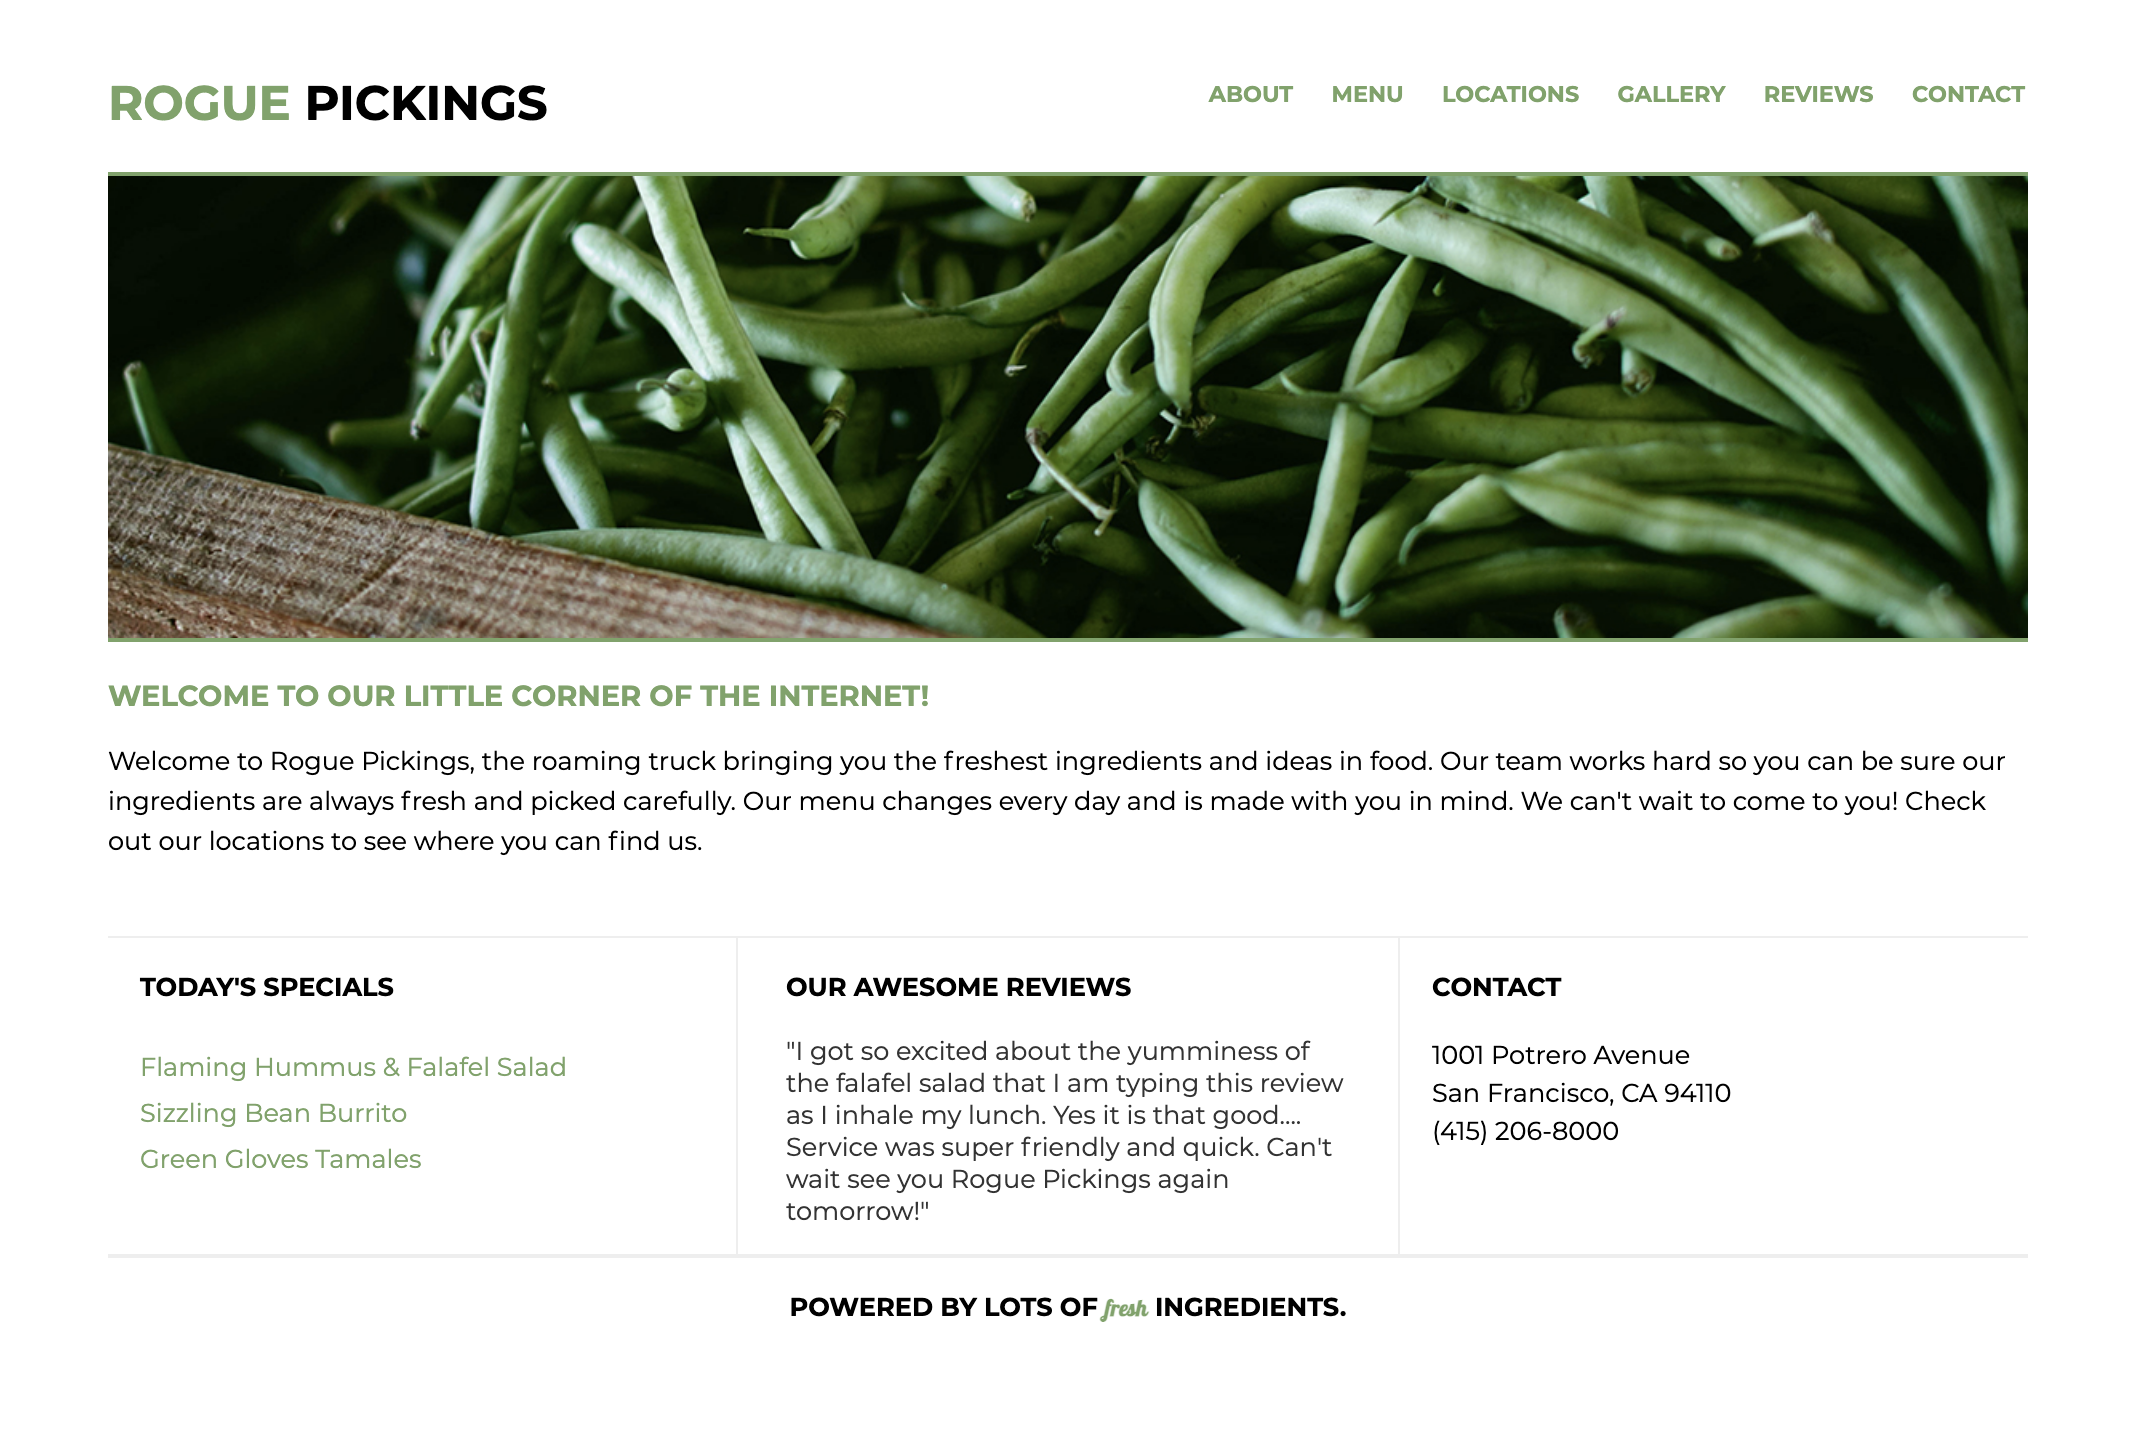 ROGUE PICKINGS
ABOUT MENU LOCATIONS GALLERY REVIEWS CONTACT
WELCOME TO OUR LITTLE CORNER OF THE INTERNET!
Welcome to Rogue Pickings, the roaming truck bringing you the freshest ingredients and ideas in food. Our team works hard so you can be sure our
ingredients are always fresh and picked carefully. Our menu changes every day and is made with you in mind. We can't wait to come to you! Check
out our locations to see where you can find us.
TODAY'S SPECIALS
Flaming Hummus & Falafel Salad
Sizzling Bean Burrito
Green Gloves Tamales
OUR AWESOME REVIEWS
"I got so excited about the yumminess of
the falafel salad that I am typing this review
as I inhale my lunch. Yes it is that good....
Service was super friendly and quick. Can't
wait see you Rogue Pickings again
tomorrow!"
CONTACT
1001 Potrero Avenue
San Francisco, CA 94110
(415) 206-8000
POWERED BY LOTS OF fresh INGREDIENTS.